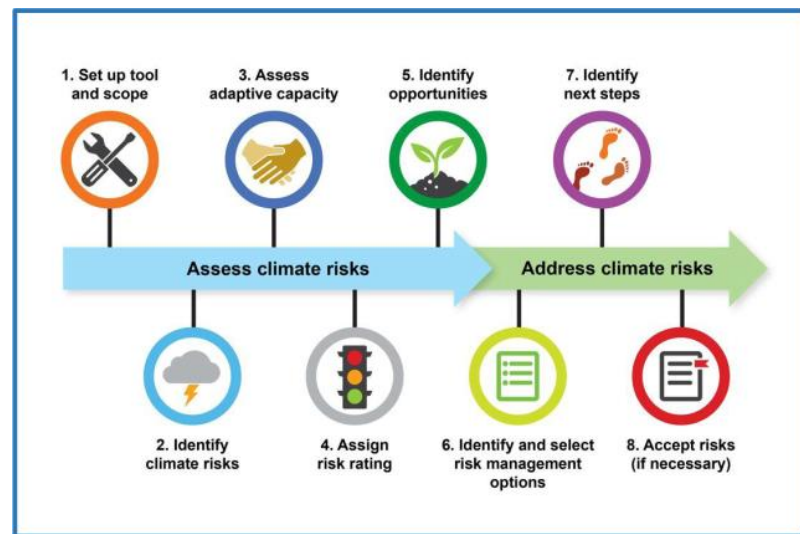 1. Set up tool
and scope
3. Assess
adaptive capacity
5. Identify
opportunities
7. Identify
next steps
Assess climate risks
Address climate risks
2. Identify
climate risks
4. Assign
risk rating
6. Identify and select
risk management
options
8. Accept risks
(if necessary)